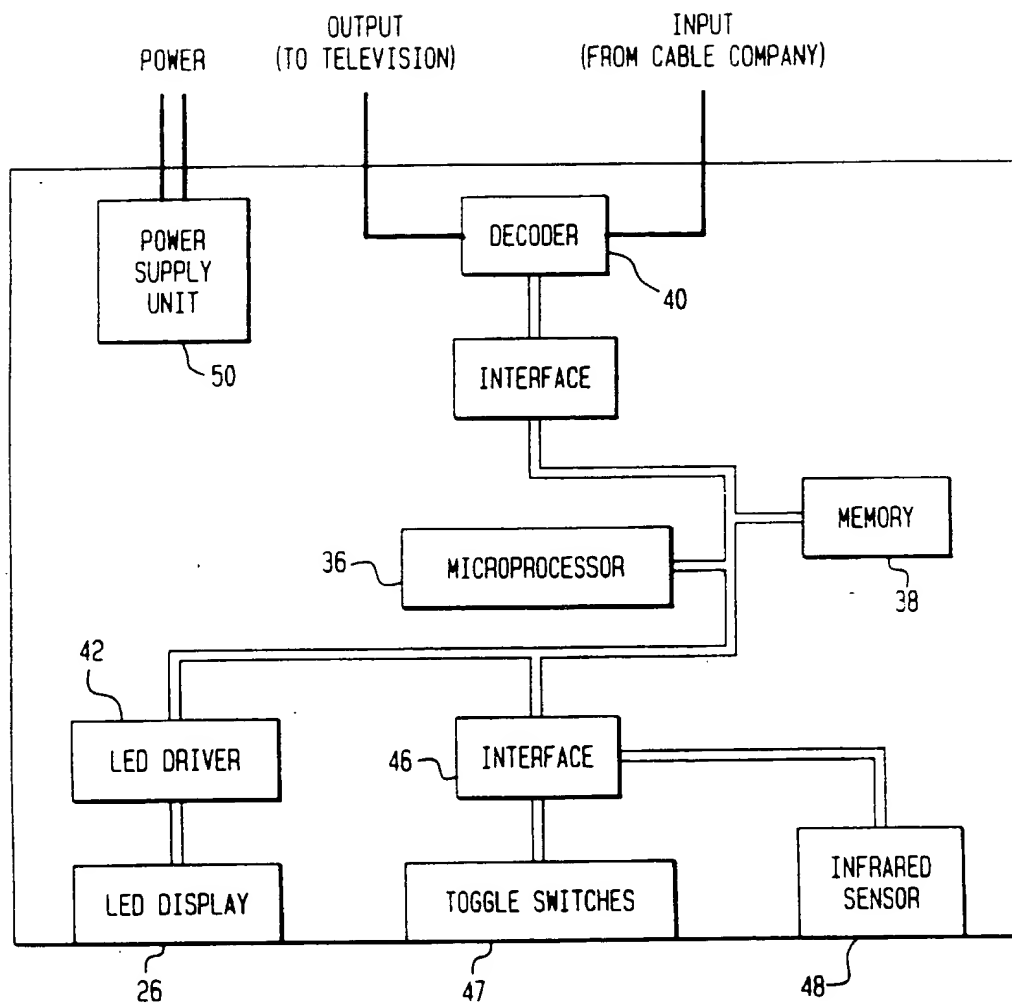 POWER
OUTPUT
(TO TELEVISION)
INPUT
(FROM CABLE COMPANY)
POWER
SUPPLY
UNIT
50
DECODER
40
INTERFACE
MEMORY
38
36
MICROPROCESSOR
42
LED DRIVER
46
INTERFACE
LED DISPLAY
26
TOGGLE SWITCHES
47
INFRARED
SENSOR
48